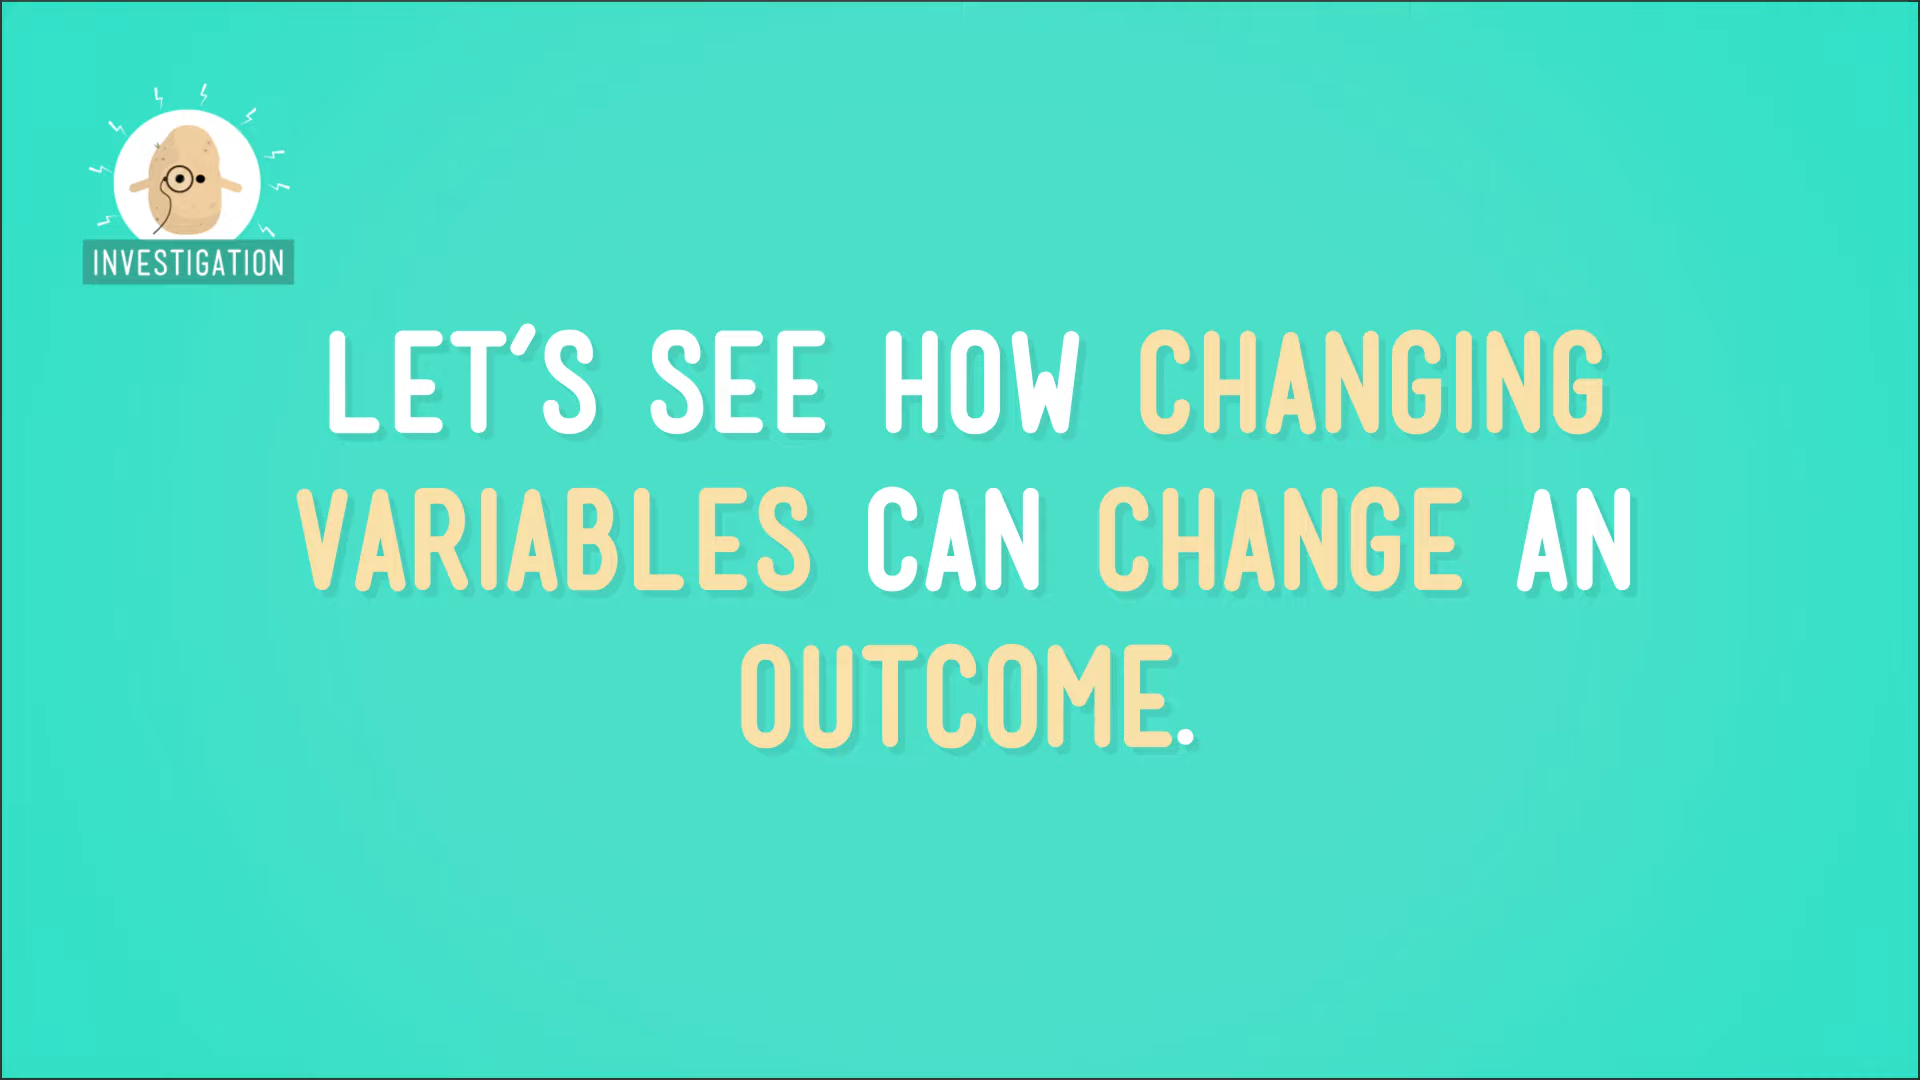 INVESTIGATION
LET'S SEE HOW CHANGING
VARIABLES CAN CHANGE AN
OUTCOME.